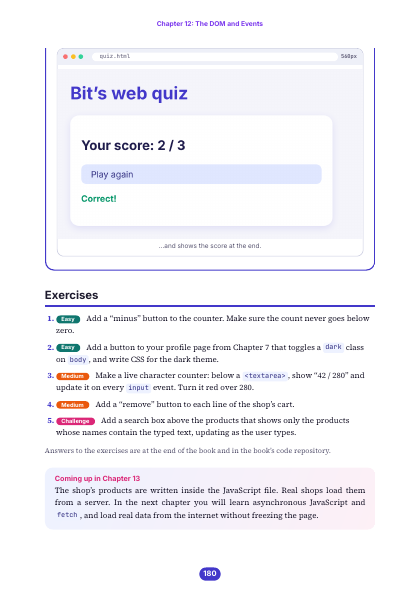 Chapter 12: The DOM and Events
quiz.html
560px
Bit’s web quiz
Your score: 2 / 3
Play again
Correct!
...and shows the score at the end.
Exercises
1. Easy Add a “minus” button to the counter. Make sure the count never goes below
zero.
2. Easy Add a button to your profile page from Chapter 7 that toggles a dark class
on body, and write CSS for the dark theme.
3. Medium Make a live character counter: below a <textarea>, show “42 / 280” and
update it on every input event. Turn it red over 280.
4. Medium Add a “remove” button to each line of the shop’s cart.
5. Challenge Add a search box above the products that shows only the products
whose names contain the typed text, updating as the user types.
Answers to the exercises are at the end of the book and in the book’s code repository.
Coming up in Chapter 13
The shop’s products are written inside the JavaScript file. Real shops load them
from a server. In the next chapter you will learn asynchronous JavaScript and
fetch, and load real data from the internet without freezing the page.
180